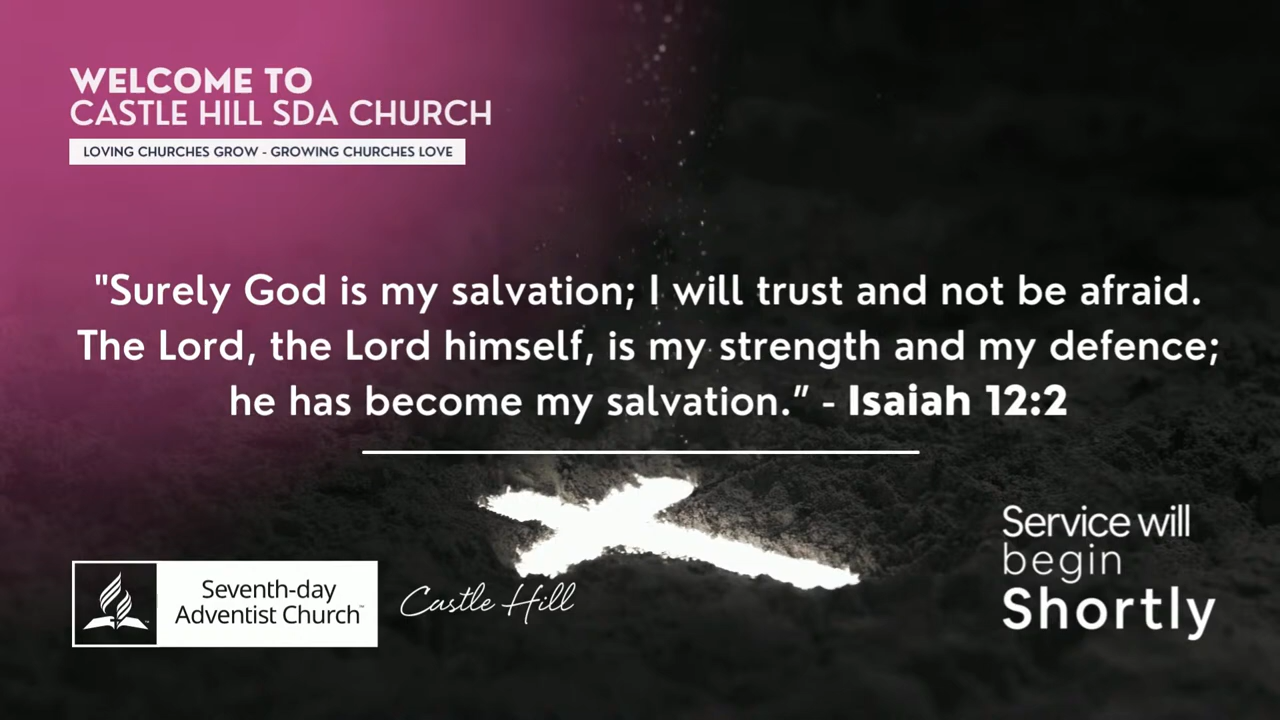 WELCOME TO
CASTLE HILL SDA CHURCH
LOVING CHURCHES GROW - GROWING CHURCHES LOVE
"Surely God is my salvation; I will trust and not be afraid.
The Lord, the Lord himself, is my strength and my defence;
he has become my salvation.” - Isaiah 12:2
Service will
begin
Shortly
Seventh-day
Adventist Church™
Castle Hill